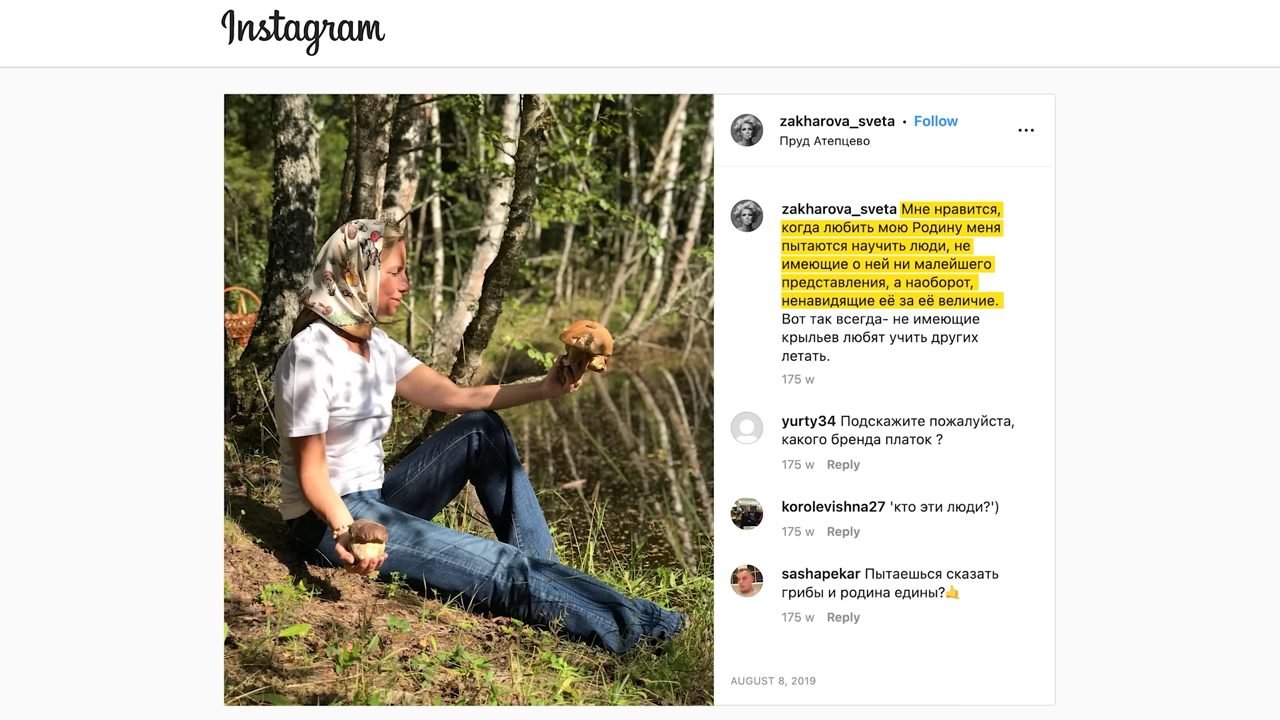 Instagram
zakharova_sveta • Follow
Пруд Атепцево
zakharova_sveta Мне нравится,
когда любить мою Родину меня
пытаются научить люди, не
имеющие о ней ни малейшего
представления, а наоборот,
ненавидящие её за её величие.
Вот так всегда- не имеющие
крыльев любят учить других
летать.
175 w
yurty34 Подскажите пожалуйста,
какого бренда платок ?
175 w Reply
korolevishna27 'кто эти люди?')
175 w Reply
sashapekar Пытаешься сказать
грибы и родина едины?🤙
175 w Reply
AUGUST 8, 2019